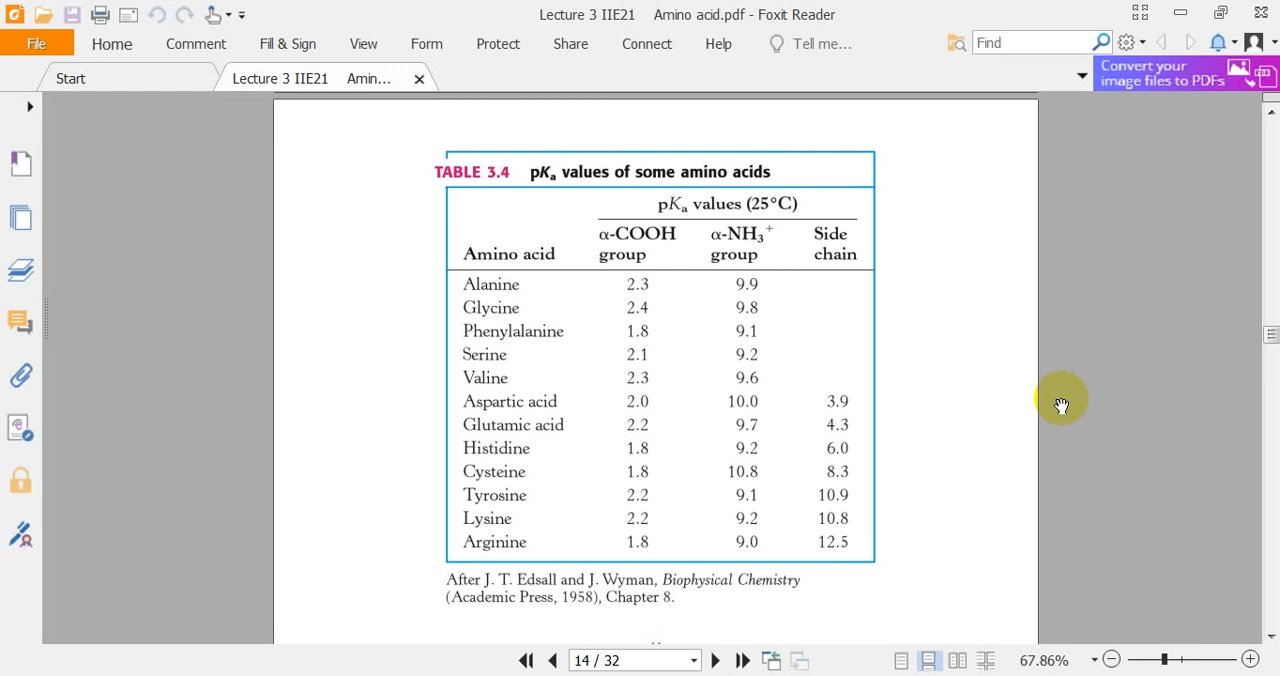 Lecture 3 IIE21 Amino acid.pdf - Foxit Reader
File Home Comment Fill & Sign View Form Protect Share Connect Help Tell me... Find
Start Lecture 3 IIE21 Amin...
Convert your
image files to PDFs
TABLE 3.4 pKa values of some amino acids
pKa values (25°C)
α-COOH α-NH3+ Side
Amino acid group group chain
Alanine 2.3 9.9
Glycine 2.4 9.8
Phenylalanine 1.8 9.1
Serine 2.1 9.2
Valine 2.3 9.6
Aspartic acid 2.0 10.0 3.9
Glutamic acid 2.2 9.7 4.3
Histidine 1.8 9.2 6.0
Cysteine 1.8 10.8 8.3
Tyrosine 2.2 9.1 10.9
Lysine 2.2 9.2 10.8
Arginine 1.8 9.0 12.5
After J. T. Edsall and J. Wyman, Biophysical Chemistry
(Academic Press, 1958), Chapter 8.
14 / 32 67.86%